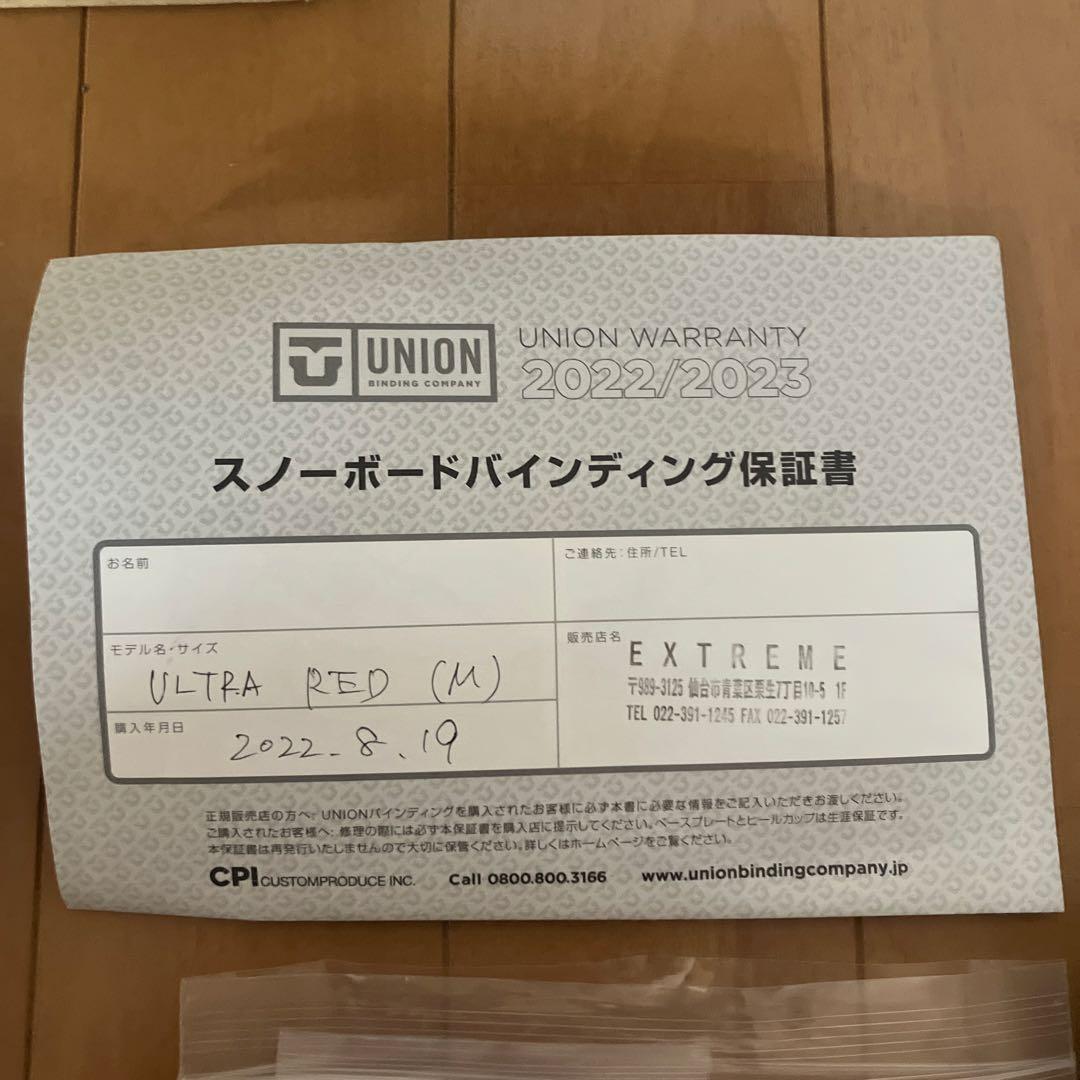 UNION
BINDING COMPANY
UNION WARRANTY
2022/2023
スノーボードバインディング保証書
お名前
ご連絡先:住所/TEL
モデル名・サイズ
ULTRA RED (M)
購入年月日
2022.8.19
販売店名
EXTREME
〒989-3125 仙台市青葉区栗生7丁目10-5 1F
TEL 022-391-1245 FAX 022-391-1257
正規販売店の方へ: UNIONバインディングを購入されたお客様に必ず本書に必要な情報をご記入いただきお渡しください。
ご購入されたお客様へ: 修理の際には必ず本保証書を購入店に提示してください。ベースプレートとヒールカップは生涯保証です。
本保証書は再発行いたしませんので大切に保管ください。詳しくはホームページをご覧ください。
CPI CUSTOMPRODUCE INC. Call 0800.800.3166 www.unionbindingcompany.jp